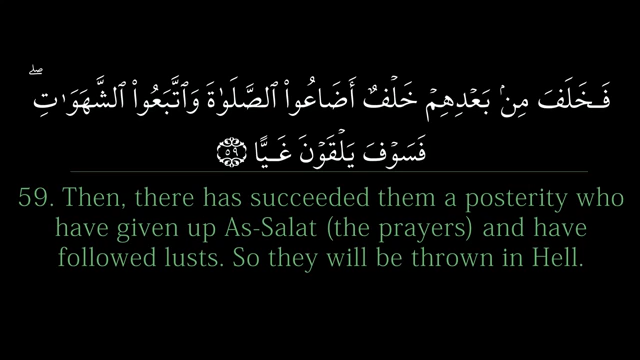 فَخَلَفَ مِنۢ بَعۡدِهِمۡ خَلۡفٌ أَضَاعُواْ ٱلصَّلَوٰةَ وَٱتَّبَعُواْ ٱلشَّهَوَٰتِۖ
فَسَوۡفَ يَلۡقَوۡنَ غَيًّا ۝٥٩
59. Then, there has succeeded them a posterity who
have given up As-Salat (the prayers) and have
followed lusts. So they will be thrown in Hell.